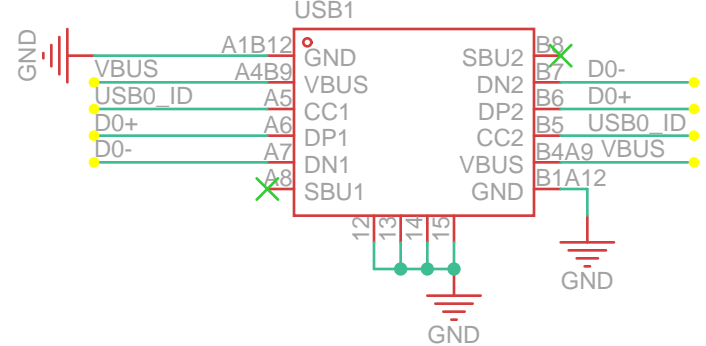 USB1
GND
A1B12
GND
SBU2
B8
VBUS
A4B9
VBUS
DN2
B7
D0-
USB0_ID
A5
CC1
DP2
B6
D0+
D0+
A6
DP1
CC2
B5
USB0_ID
D0-
A7
DN1
VBUS
B4A9
VBUS
A8
SBU1
GND
B1A12
12
13
14
15
GND
GND